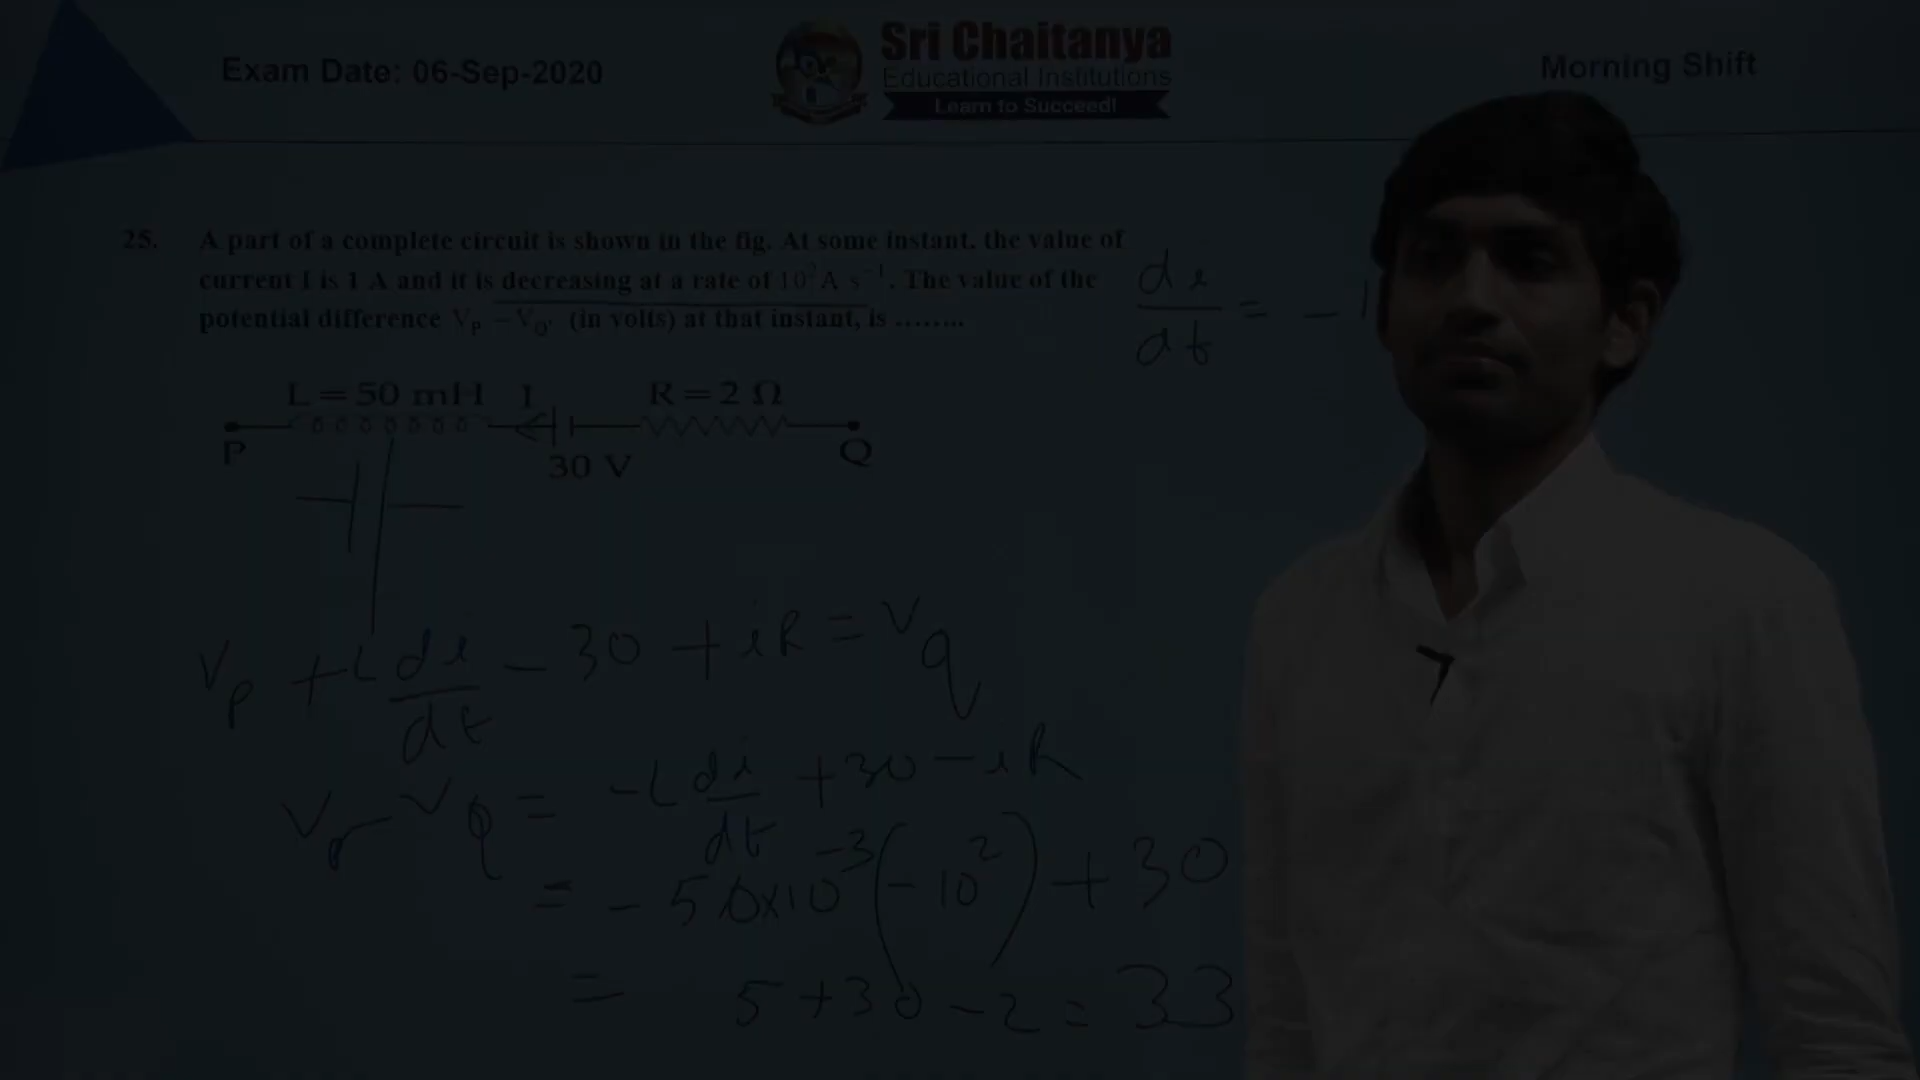 Exam Date: 06-Sep-2020
Sri Chaitanya
Educational Institutions
Learn to Succeed!
Morning Shift
25. A part of a complete circuit is shown in the fig. At some instant, the value of
current I is 1 A and it is decreasing at a rate of 10² A s⁻¹. The value of the
potential difference V_P − V_Q, (in volts) at that instant, is ........
di/dt = −
L = 50 mH I R = 2 Ω
P 30 V Q
V_p + L di/dt − 30 + iR = V_q
V_p − V_Q = −L di/dt + 30 − iR
= − 50×10⁻³ (−10²) + 30
= 5 + 30 − 2 = 33